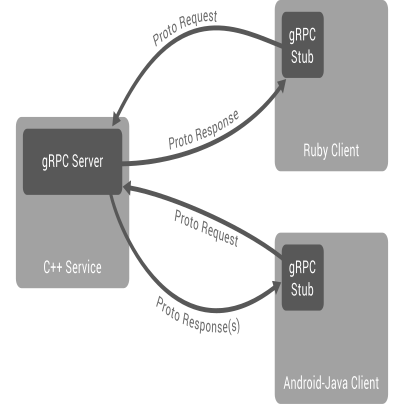 Proto Request
gRPC
Stub
Proto Response
Ruby Client
gRPC Server
C++ Service
Proto Request
gRPC
Stub
Proto Response(s)
Android-Java Client